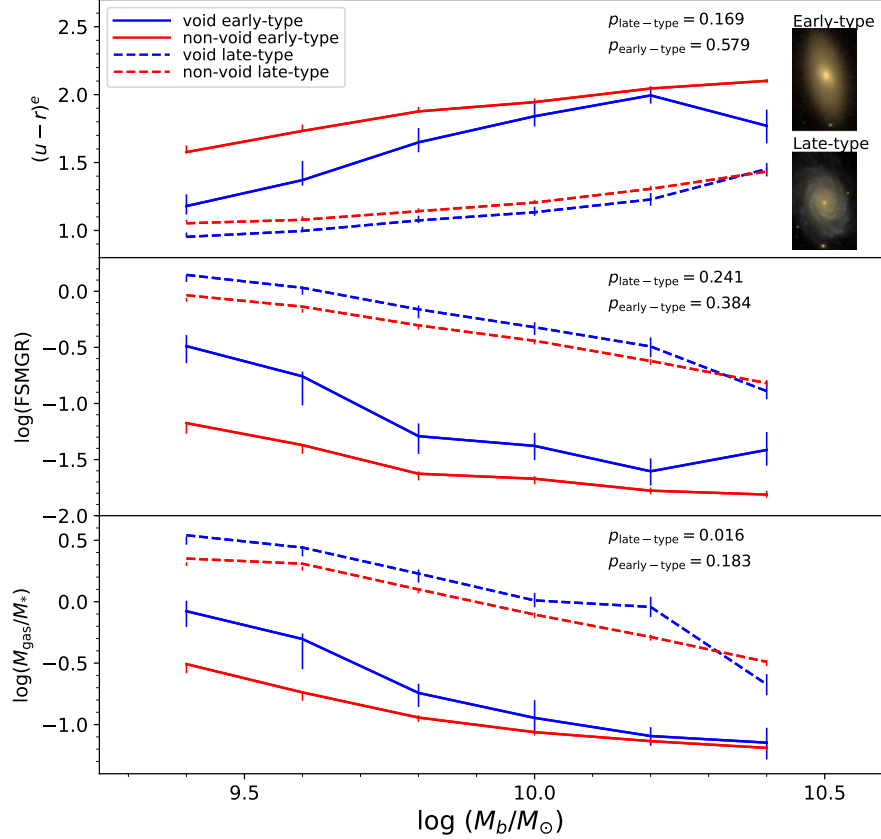 void early-type
non-void early-type
void late-type
non-void late-type
p_late−type = 0.169
p_early−type = 0.579
Early-type
Late-type
2.5
2.0
1.5
1.0
(u − r)^e
p_late−type = 0.241
p_early−type = 0.384
0.0
−0.5
−1.0
−1.5
−2.0
log(FSMGR)
p_late−type = 0.016
p_early−type = 0.183
0.5
0.0
−0.5
−1.0
log(M_gas/M_*)
9.5 10.0 10.5
log (M_b/M_⊙)